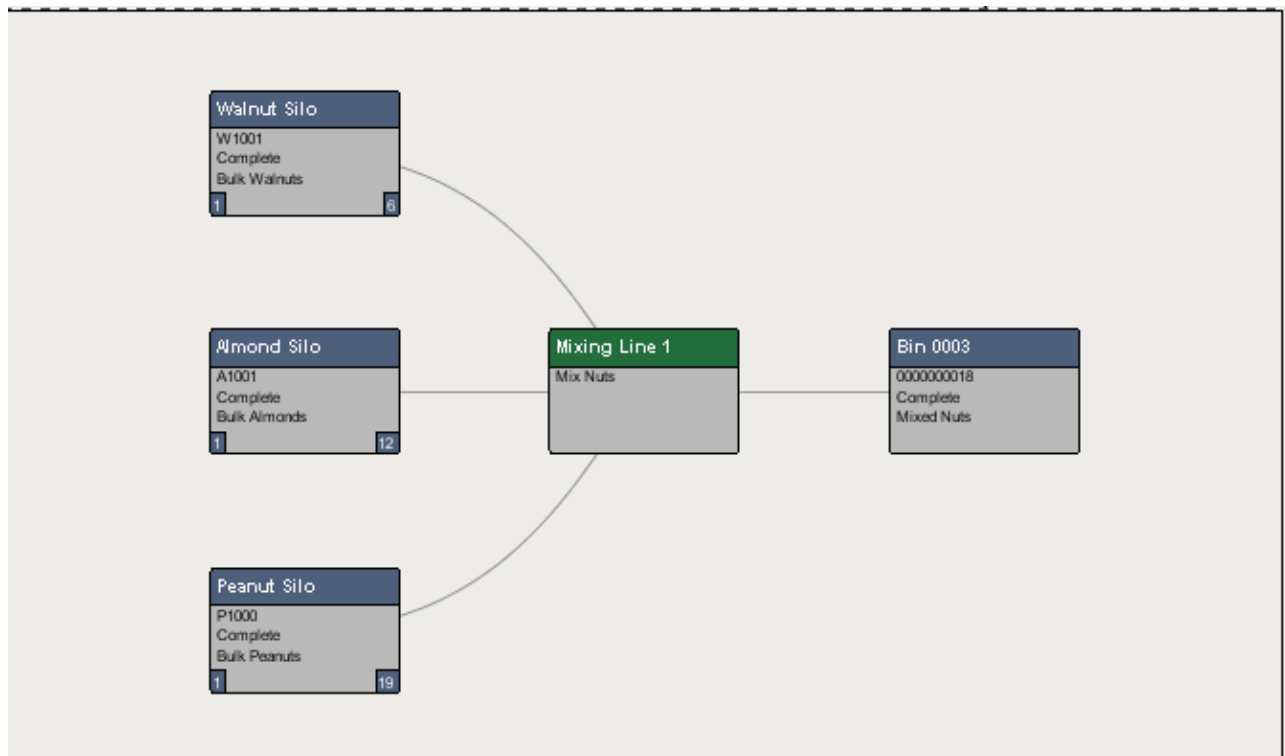 Walnut Silo
W1001
Complete
Bulk Walnuts
1
6
Almond Silo
A1001
Complete
Bulk Almonds
1
12
Mixing Line 1
Mix Nuts
Bin 0003
0000000018
Complete
Mixed Nuts
Peanut Silo
P1000
Complete
Bulk Peanuts
1
19